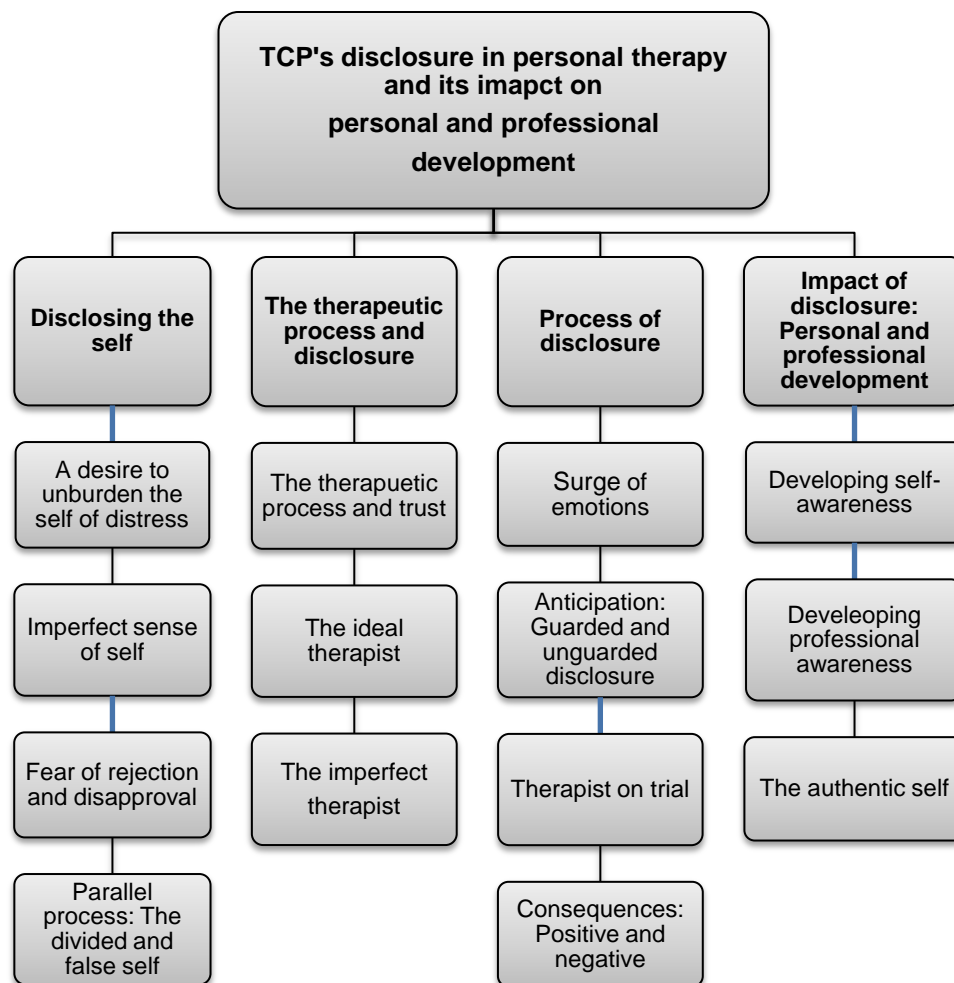 TCP's disclosure in personal therapy
and its imapct on
personal and professional
development
Disclosing the
self
A desire to
unburden the
self of distress
Imperfect sense
of self
Fear of rejection
and disapproval
Parallel
process: The
divided and
false self
The therapeutic
process and
disclosure
The therapuetic
process and trust
The ideal
therapist
The imperfect
therapist
Process of
disclosure
Surge of
emotions
Anticipation:
Guarded and
unguarded
disclosure
Therapist on trial
Consequences:
Positive and
negative
Impact of
disclosure:
Personal and
professional
development
Developing self-
awareness
Develeoping
professional
awareness
The authentic self